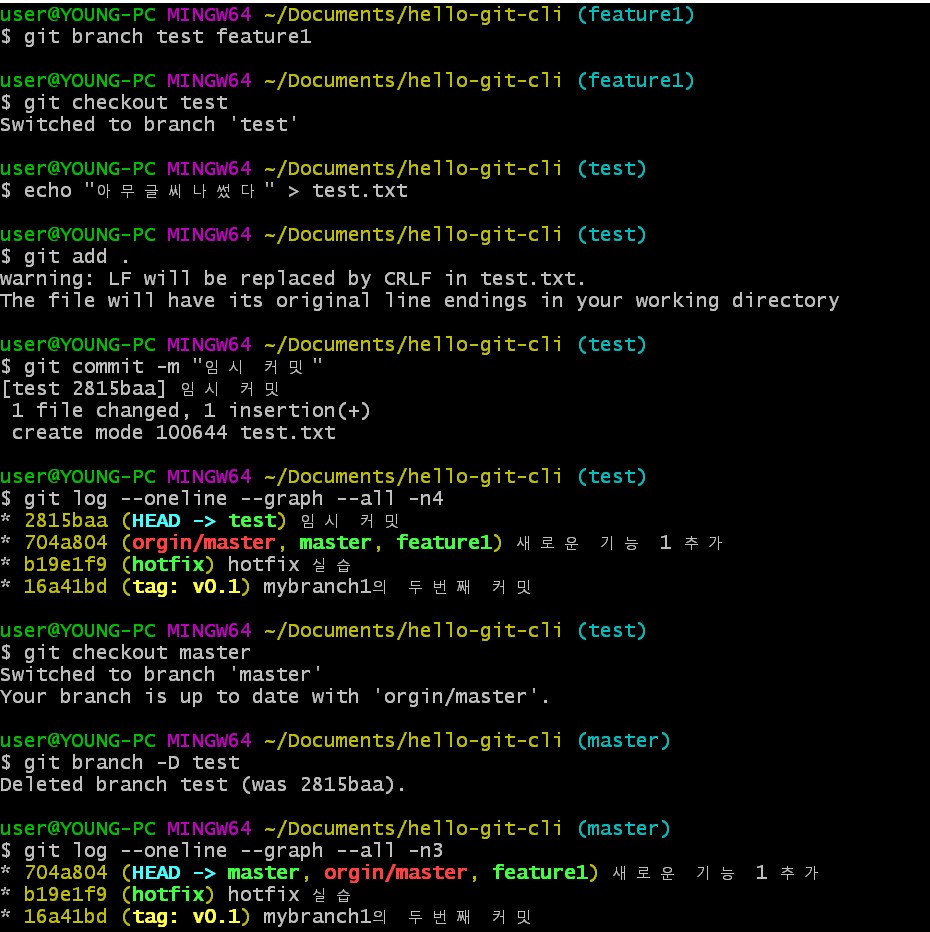 user@YOUNG-PC MINGW64 ~/Documents/hello-git-cli (feature1)
$ git branch test feature1
user@YOUNG-PC MINGW64 ~/Documents/hello-git-cli (feature1)
$ git checkout test
Switched to branch 'test'
user@YOUNG-PC MINGW64 ~/Documents/hello-git-cli (test)
$ echo "아무글씨나썼다" > test.txt
user@YOUNG-PC MINGW64 ~/Documents/hello-git-cli (test)
$ git add .
warning: LF will be replaced by CRLF in test.txt.
The file will have its original line endings in your working directory
user@YOUNG-PC MINGW64 ~/Documents/hello-git-cli (test)
$ git commit -m "임시 커밋"
[test 2815baa] 임시 커밋
 1 file changed, 1 insertion(+)
 create mode 100644 test.txt
user@YOUNG-PC MINGW64 ~/Documents/hello-git-cli (test)
$ git log --oneline --graph --all -n4
* 2815baa (HEAD -> test) 임시 커밋
* 704a804 (orgin/master, master, feature1) 새로운 기능 1 추가
* b19e1f9 (hotfix) hotfix 실습
* 16a41bd (tag: v0.1) mybranch1의 두번째 커밋
user@YOUNG-PC MINGW64 ~/Documents/hello-git-cli (test)
$ git checkout master
Switched to branch 'master'
Your branch is up to date with 'orgin/master'.
user@YOUNG-PC MINGW64 ~/Documents/hello-git-cli (master)
$ git branch -D test
Deleted branch test (was 2815baa).
user@YOUNG-PC MINGW64 ~/Documents/hello-git-cli (master)
$ git log --oneline --graph --all -n3
* 704a804 (HEAD -> master, orgin/master, feature1) 새로운 기능 1 추가
* b19e1f9 (hotfix) hotfix 실습
* 16a41bd (tag: v0.1) mybranch1의 두번째 커밋